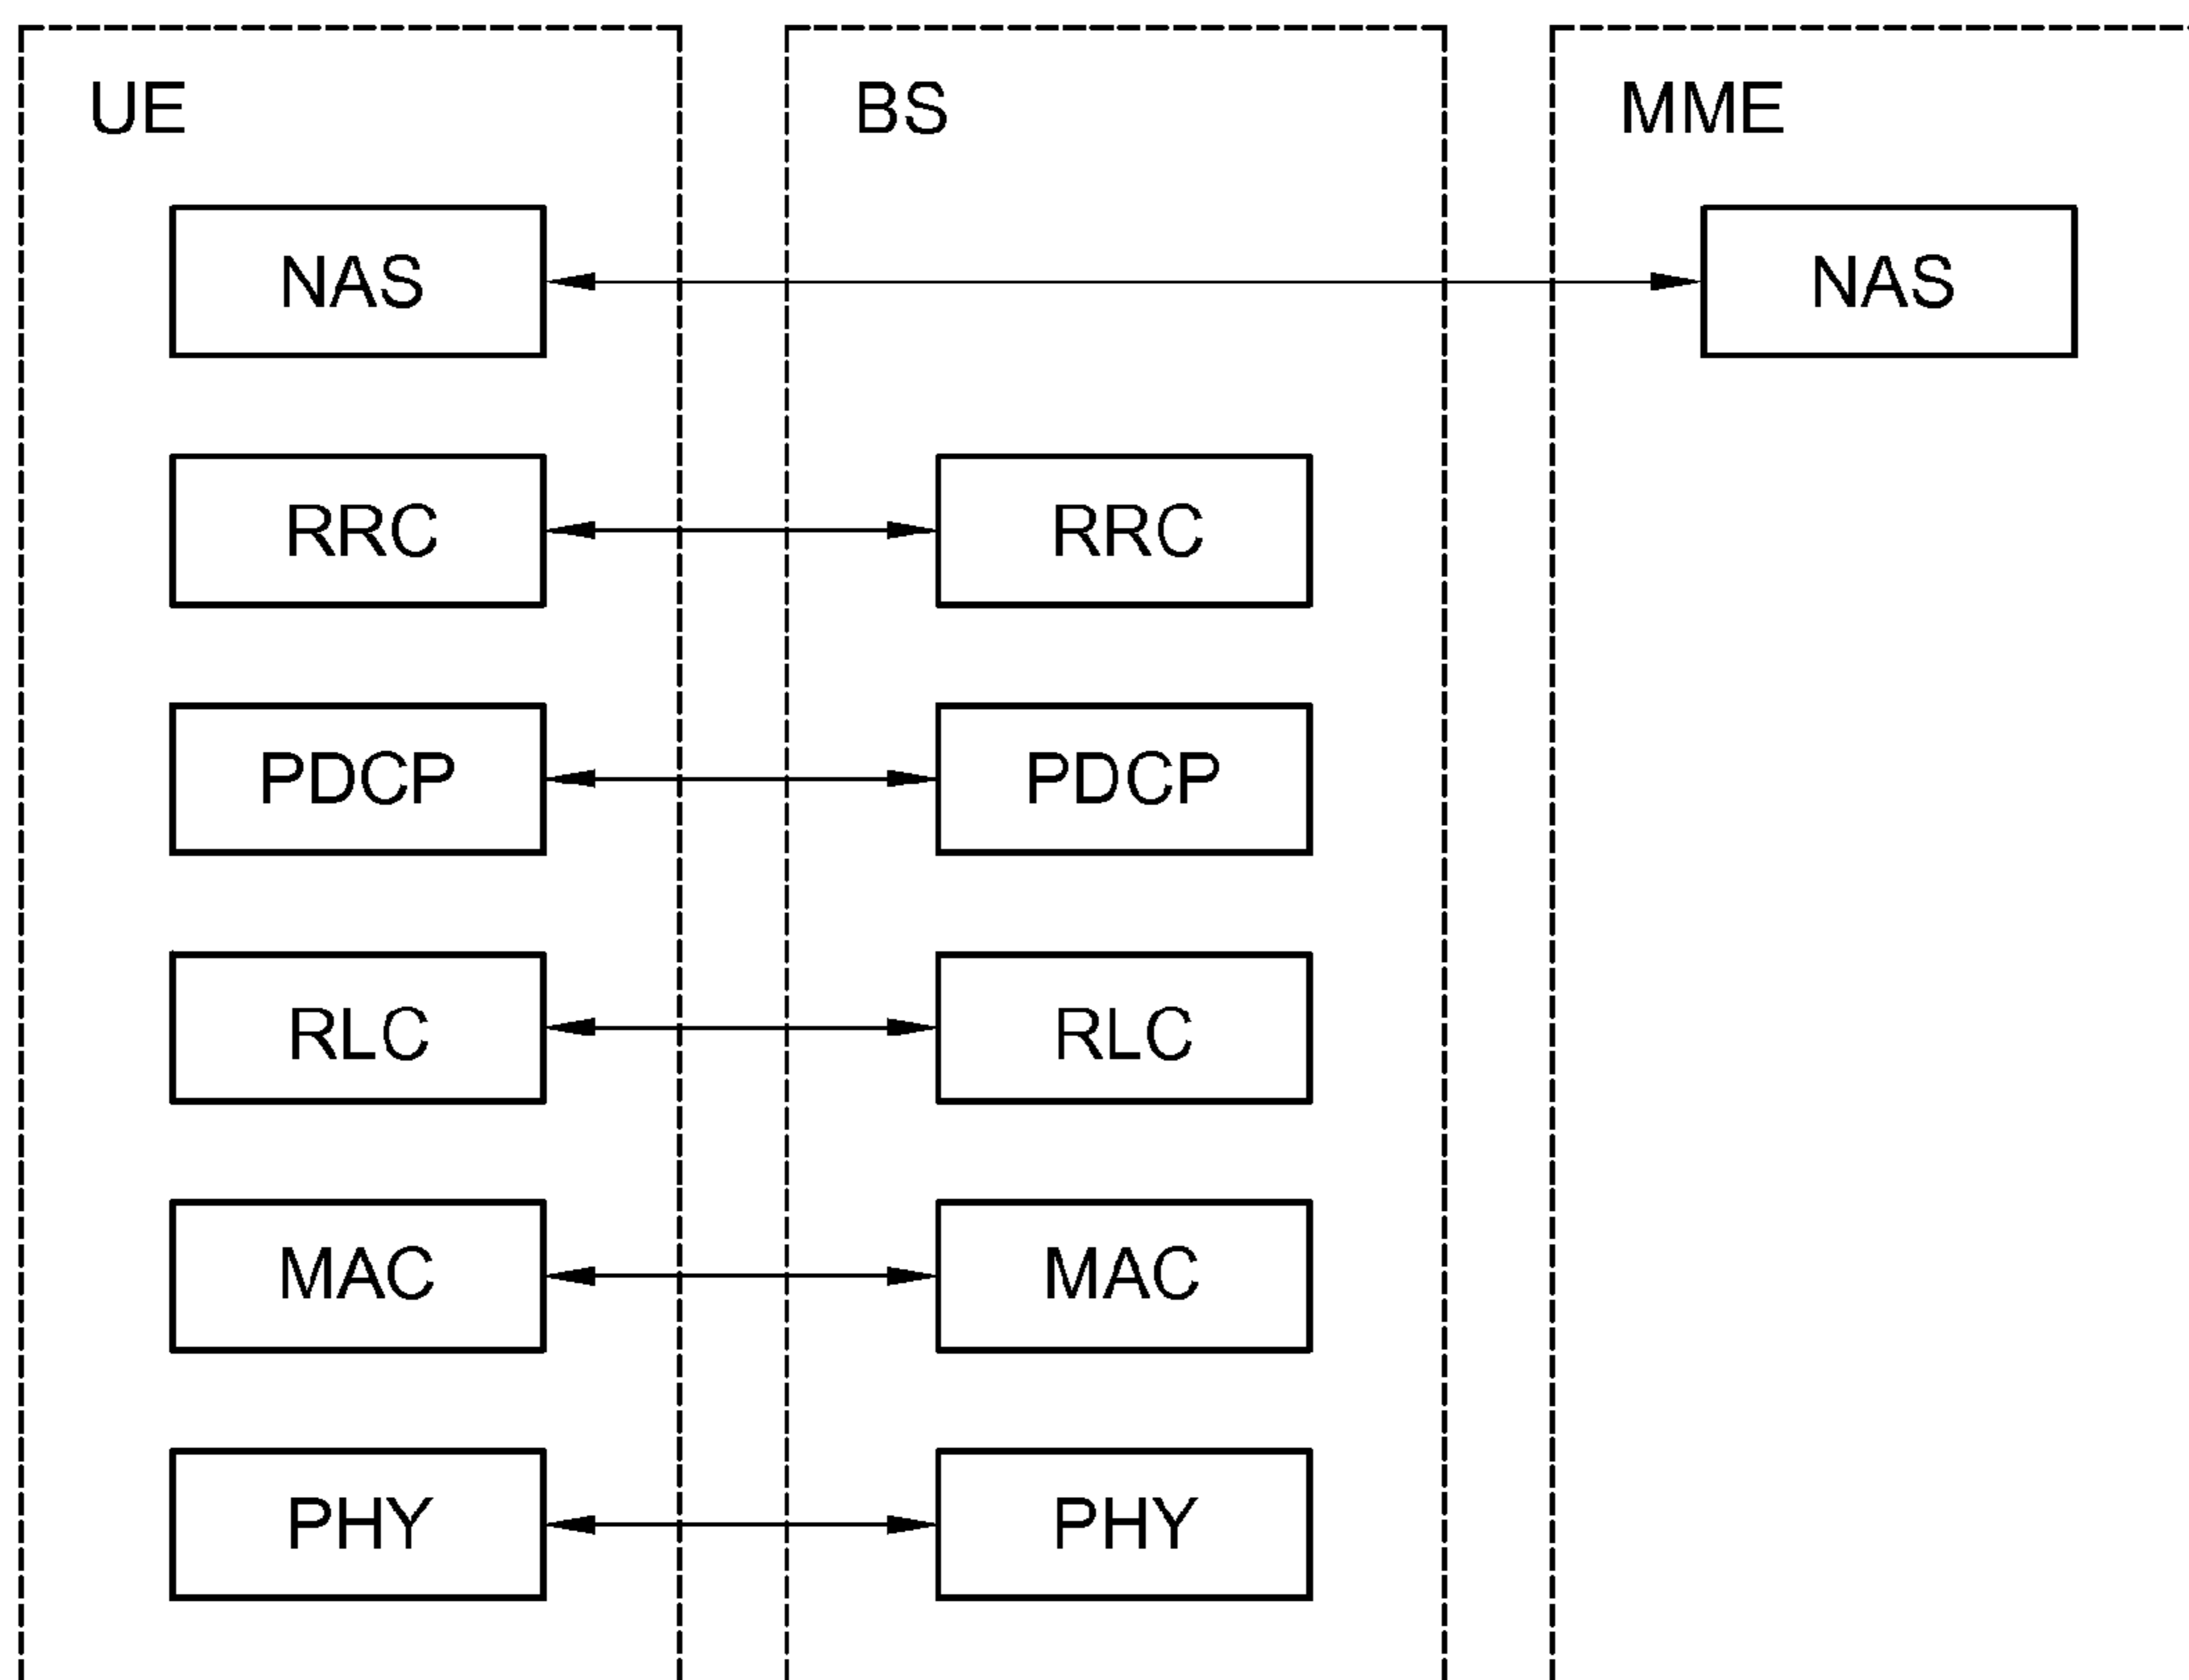 UE
BS
MME
NAS
NAS
RRC
RRC
PDCP
PDCP
RLC
RLC
MAC
MAC
PHY
PHY